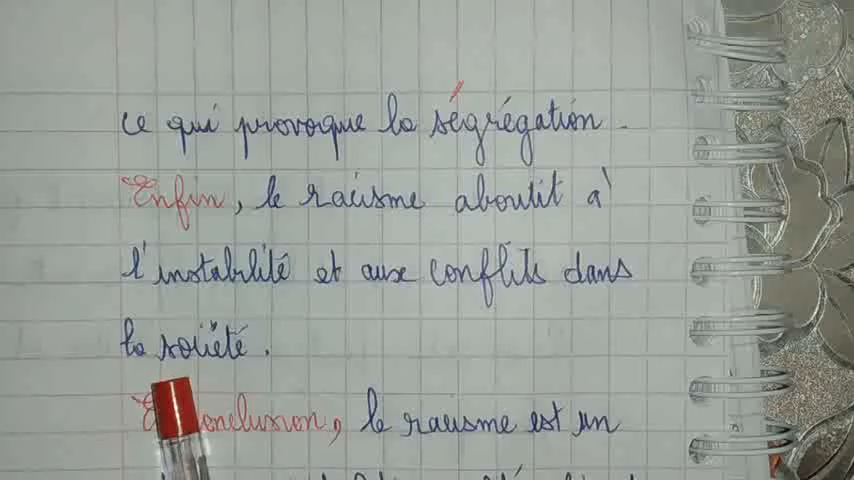 ce qui provoque la ségrégation.
Enfin, le racisme aboutit à
l'instabilité et aux conflits dans
la société.
conclusion, le racisme est un